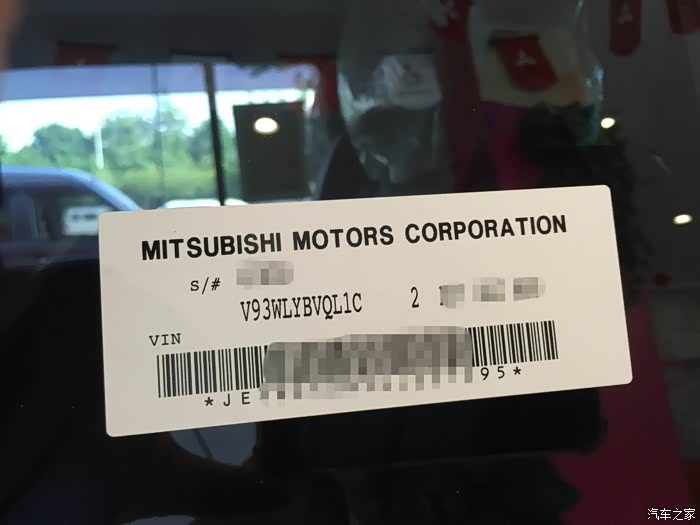 MITSUBISHI MOTORS CORPORATION
S/#
V93WLYBVQL1C 2
VIN
*JE 95*
汽车之家